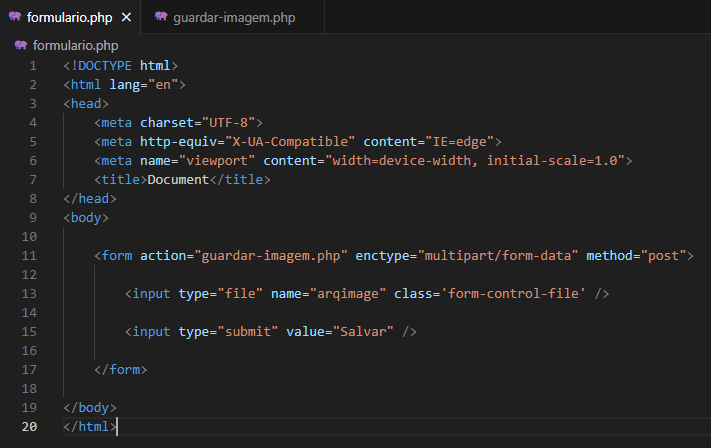 formulario.php ×
guardar-imagem.php
formulario.php
1 <!DOCTYPE html>
2 <html lang="en">
3 <head>
4 <meta charset="UTF-8">
5 <meta http-equiv="X-UA-Compatible" content="IE=edge">
6 <meta name="viewport" content="width=device-width, initial-scale=1.0">
7 <title>Document</title>
8 </head>
9 <body>
10
11 <form action="guardar-imagem.php" enctype="multipart/form-data" method="post">
12
13 <input type="file" name="arqimage" class='form-control-file' />
14
15 <input type="submit" value="Salvar" />
16
17 </form>
18
19 </body>
20 </html>